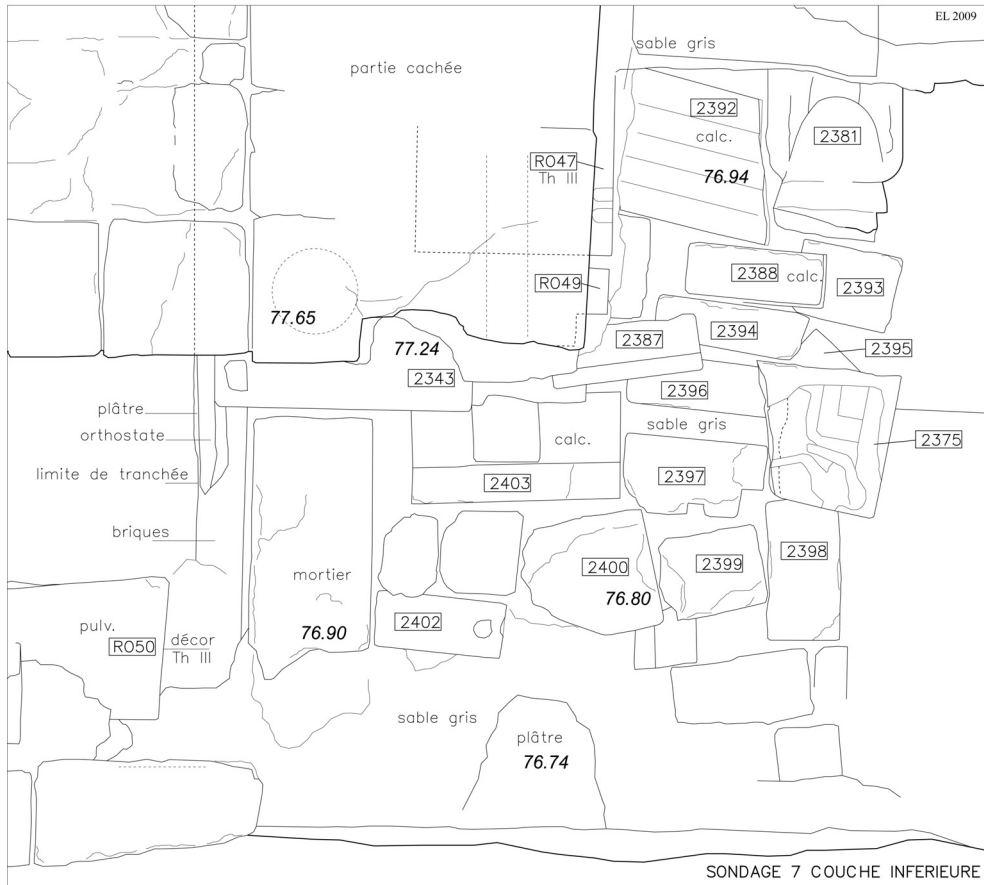 EL 2009
sable gris
partie cachée
2392
calc.
2381
R047
Th III
76.94
2388
calc.
2393
R049
77.65
2387
2394
77.24
2395
2343
2396
plâtre
orthostate
calc.
sable gris
2375
limite de tranchée
2403
2397
briques
2398
mortier
2400
2399
76.80
pulv.
R050
décor
Th III
76.90
2402
sable gris
plâtre
76.74
SONDAGE 7 COUCHE INFERIEURE